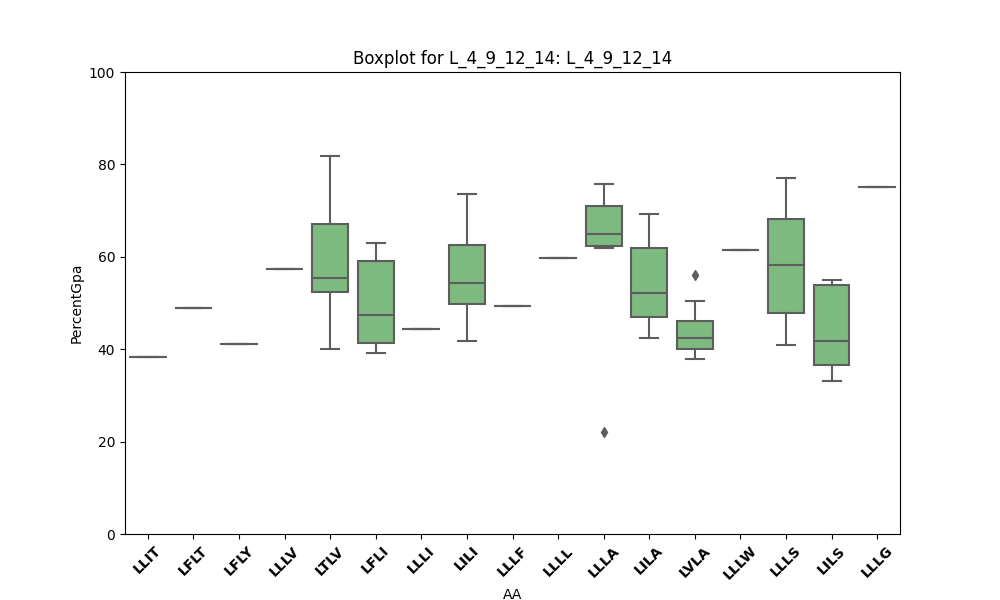 Boxplot for L_4_9_12_14: L_4_9_12_14
100
80
60
40
20
0
PercentGpa
LLIT
LFLT
LFLY
LLLV
LTLV
LFLI
LLLI
LILI
LLLF
LLLL
LLLA
LILA
LVLA
LLLW
LLLS
LILS
LLLG
AA